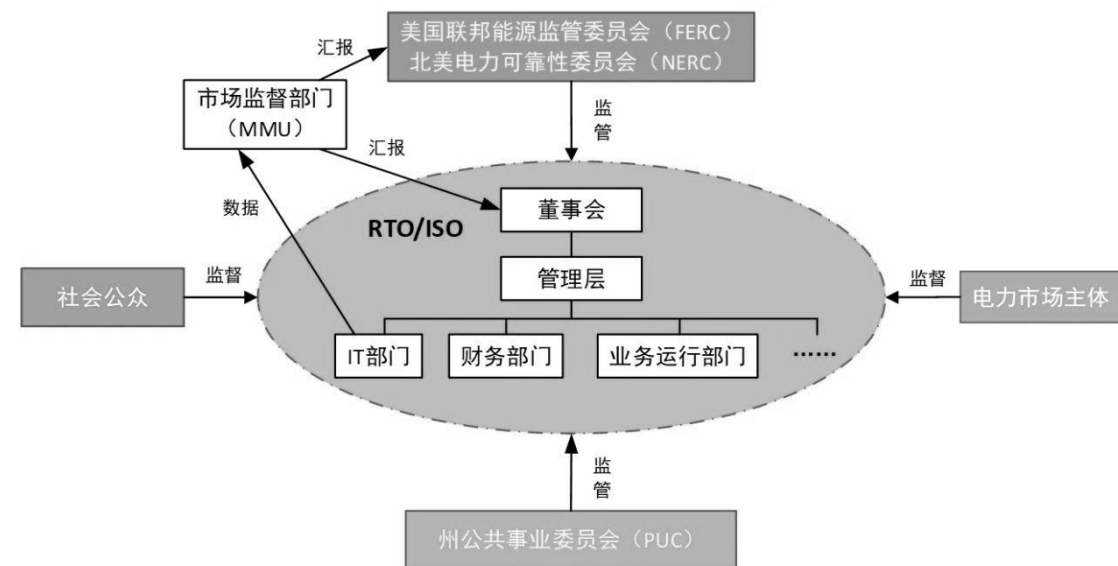 美国联邦能源监管委员会（FERC）
北美电力可靠性委员会（NERC）
汇报
市场监督部门
（MMU）
监
管
汇报
数据
RTO/ISO
董事会
管理层
社会公众
监督
监督
电力市场主体
IT部门
财务部门
业务运行部门
……
监
管
州公共事业委员会（PUC）